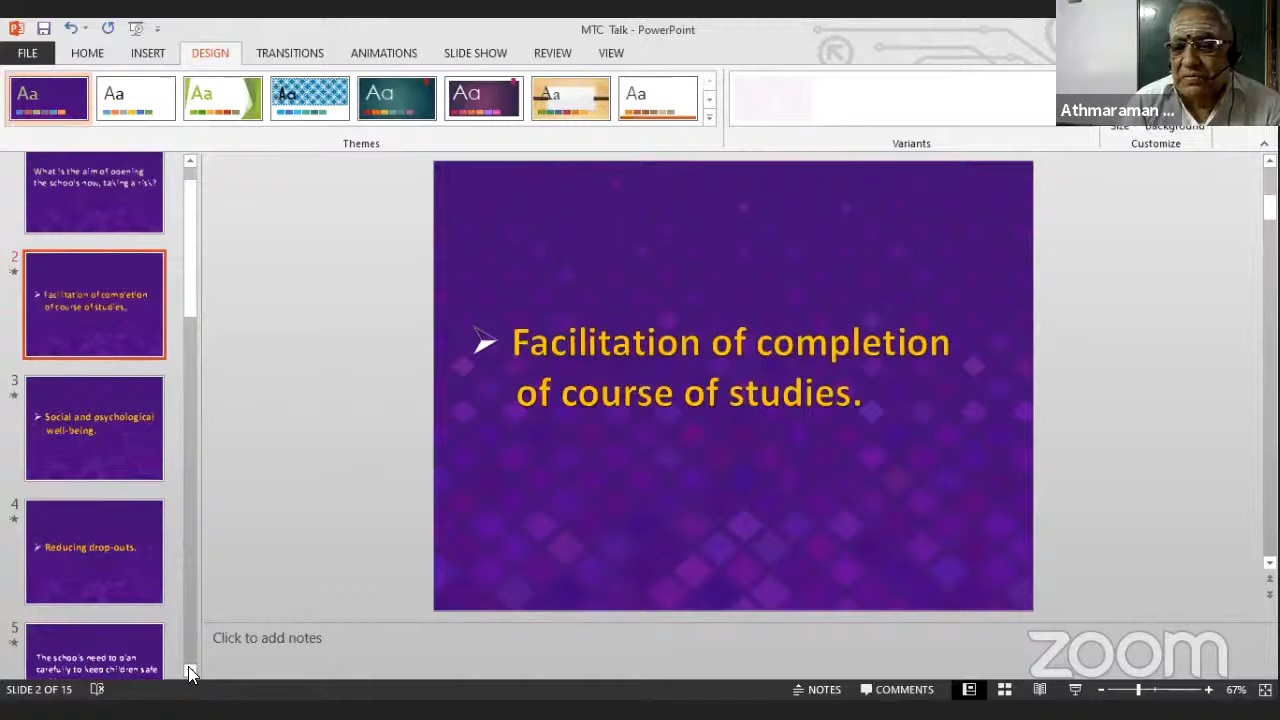 MTC Talk - PowerPoint
FILE HOME INSERT DESIGN TRANSITIONS ANIMATIONS SLIDE SHOW REVIEW VIEW
Athmaraman ...
Aa Aa Aa Aa Aa Aa Aa Aa
Size Background
Themes Variants Customize
What is the aim of opening
the schools now, taking a risk?
2
Facilitation of completion
of course of studies.
3
Social and psychological
well-being.
4
Reducing drop-outs.
5
The schools need to plan
carefully to keep children safe
Facilitation of completion
of course of studies.
Click to add notes
zoom
SLIDE 2 OF 15 NOTES COMMENTS 67%